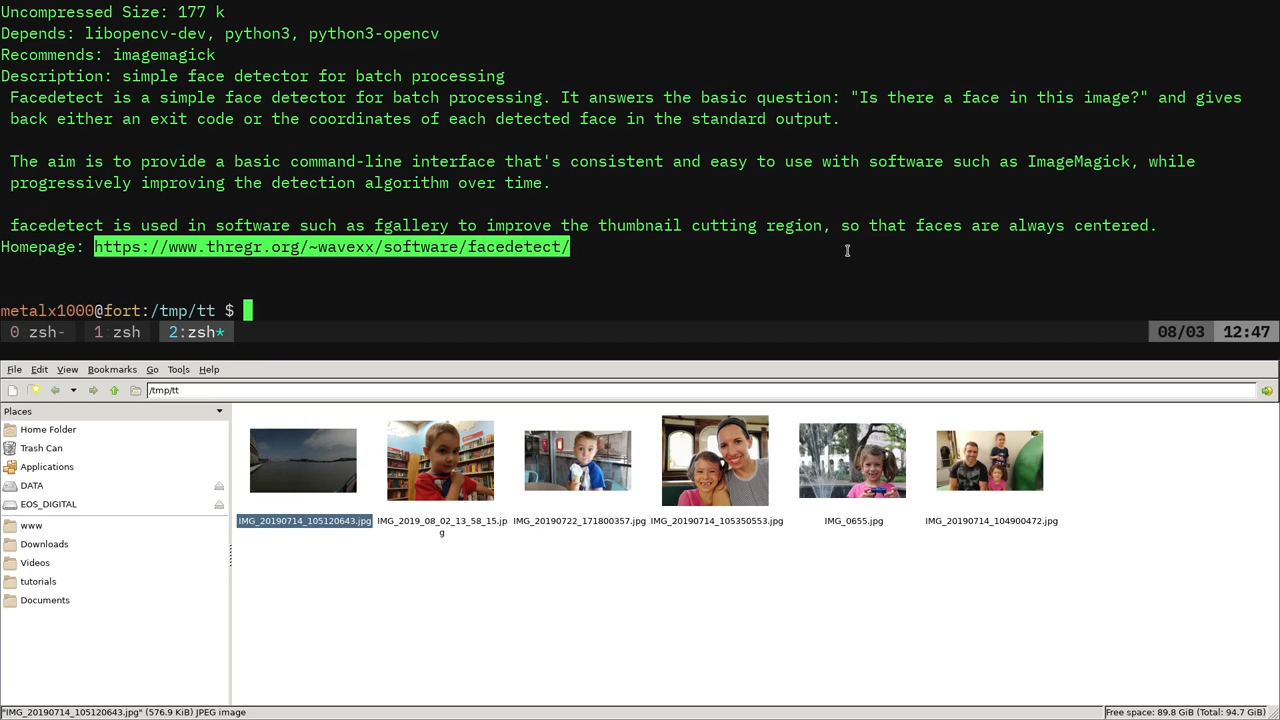 Uncompressed Size: 177 k
Depends: libopencv-dev, python3, python3-opencv
Recommends: imagemagick
Description: simple face detector for batch processing
Facedetect is a simple face detector for batch processing. It answers the basic question: "Is there a face in this image?" and gives
back either an exit code or the coordinates of each detected face in the standard output.
The aim is to provide a basic command-line interface that's consistent and easy to use with software such as ImageMagick, while
progressively improving the detection algorithm over time.
facedetect is used in software such as fgallery to improve the thumbnail cutting region, so that faces are always centered.
Homepage: https://www.thregr.org/~wavexx/software/facedetect/
metalx1000@fort:/tmp/tt $
0 zsh- 1 zsh 2:zsh* 08/03 12:47
File Edit View Bookmarks Go Tools Help
/tmp/tt
Places
Home Folder
Trash Can
Applications
DATA
EOS_DIGITAL
www
Downloads
Videos
tutorials
Documents
IMG_20190714_105120643.jpg IMG_2019_08_02_13_58_15.jp IMG_20190722_171800357.jpg IMG_20190714_105350553.jpg IMG_0655.jpg IMG_20190714_104900472.jpg
g
"IMG_20190714_105120643.jpg" (576.9 KiB) JPEG image Free space: 89.8 GiB (Total: 94.7 GiB)